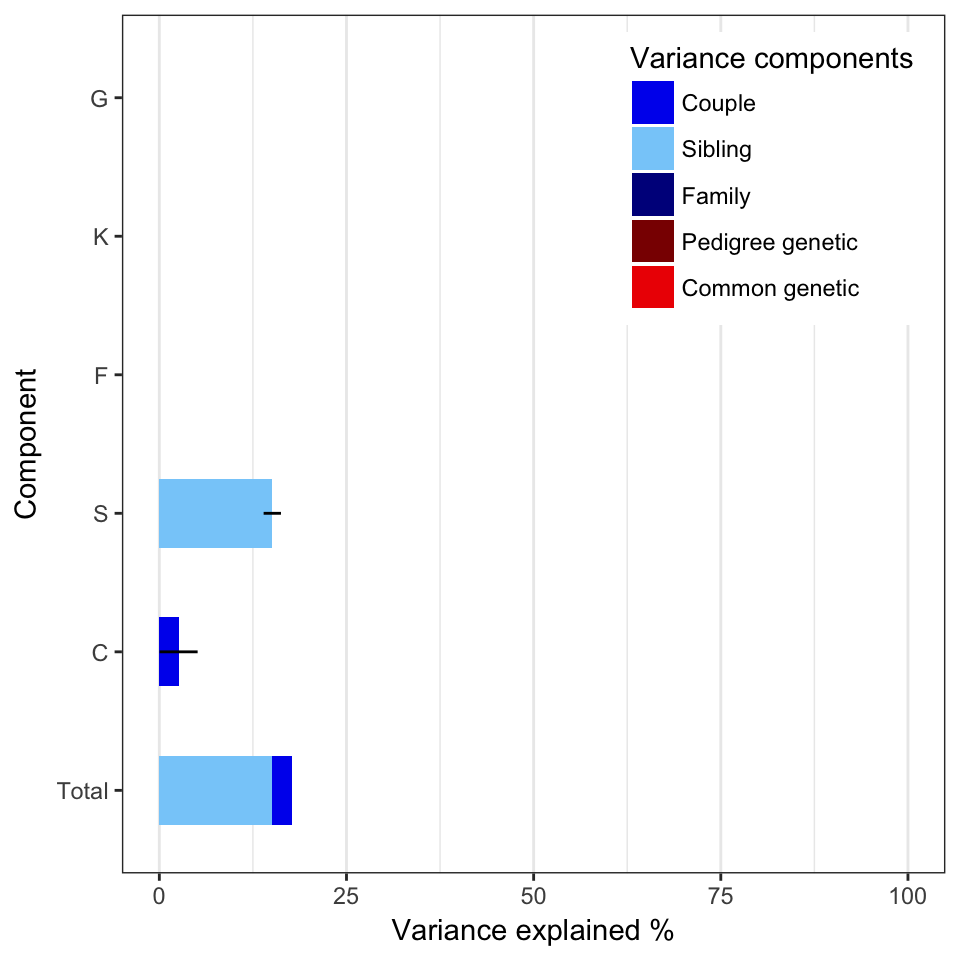 Variance components
Couple
Sibling
Family
Pedigree genetic
Common genetic
G
K
F
S
C
Total
Component
0 25 50 75 100
Variance explained %